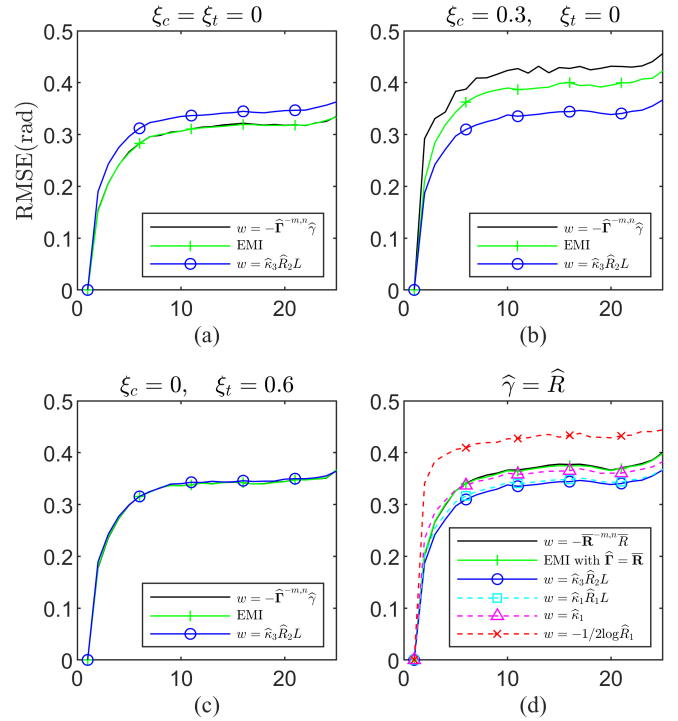 ξc = ξt = 0
ξc = 0.3, ξt = 0
RMSE(rad)
0.5
0.4
0.3
0.2
0.1
0
0 10 20
w = −Γ̂^{−m,n}γ̂
EMI
w = κ̂₃R̂₂L
(a)
0.5
0.4
0.3
0.2
0.1
0
0 10 20
w = −Γ̂^{−m,n}γ̂
EMI
w = κ̂₃R̂₂L
(b)
ξc = 0, ξt = 0.6
γ̂ = R̂
0.5
0.4
0.3
0.2
0.1
0
0 10 20
w = −Γ̂^{−m,n}γ̂
EMI
w = κ̂₃R̂₂L
(c)
0.5
0.4
0.3
0.2
0.1
0
0 10 20
w = −R̅^{−m,n}R̅
EMI with Γ̂ = R̅
w = κ̂₃R̂₂L
w = κ̂₁R̂₁L
w = κ̂₁
w = −1/2logR̂₁
(d)